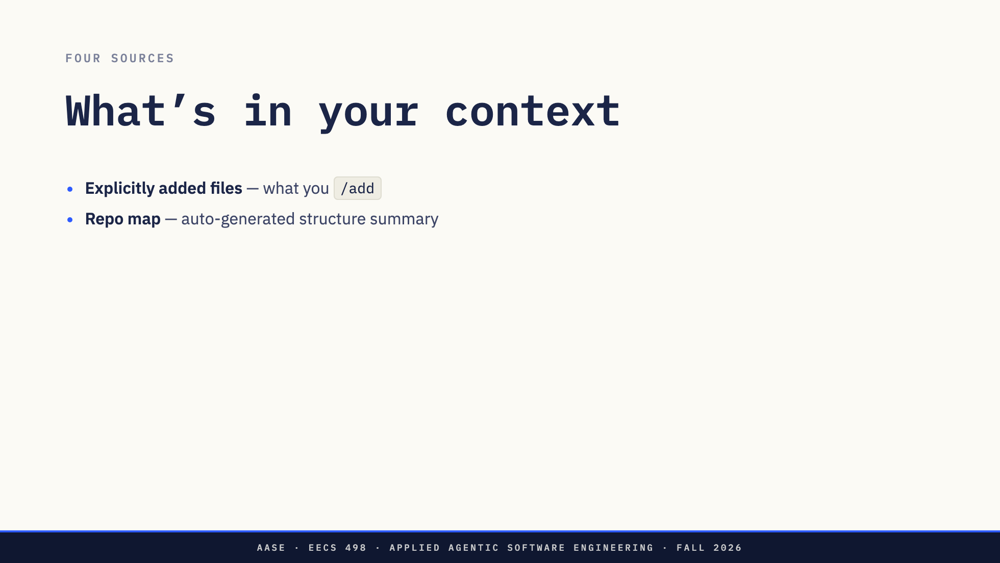 FOUR SOURCES
What’s in your context
• Explicitly added files — what you /add
• Repo map — auto-generated structure summary
AASE · EECS 498 · APPLIED AGENTIC SOFTWARE ENGINEERING · FALL 2026